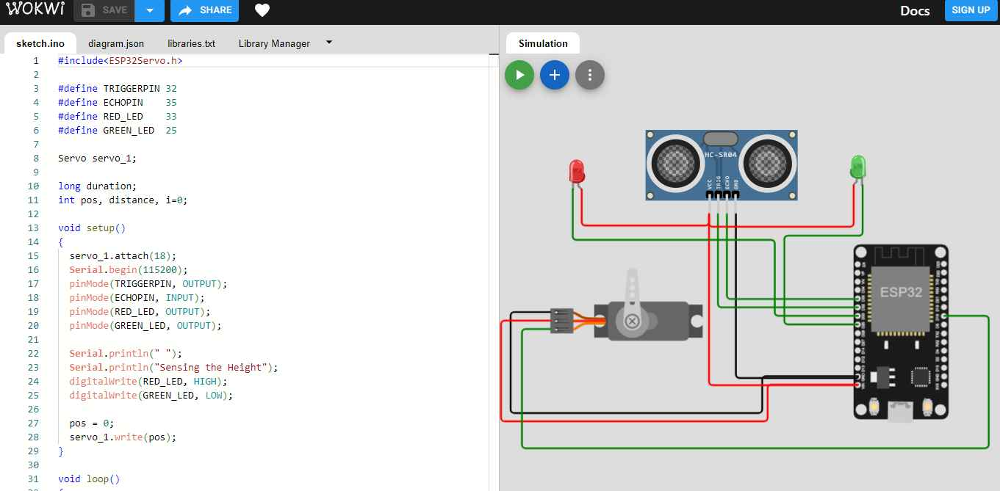 WOKWI
SAVE
SHARE
Docs
SIGN UP
sketch.ino
diagram.json
libraries.txt
Library Manager
Simulation
1 #include<ESP32Servo.h>
2
3 #define TRIGGERPIN 32
4 #define ECHOPIN    35
5 #define RED_LED    33
6 #define GREEN_LED  25
7
8 Servo servo_1;
9
10 long duration;
11 int pos, distance, i=0;
12
13 void setup()
14 {
15   servo_1.attach(18);
16   Serial.begin(115200);
17   pinMode(TRIGGERPIN, OUTPUT);
18   pinMode(ECHOPIN, INPUT);
19   pinMode(RED_LED, OUTPUT);
20   pinMode(GREEN_LED, OUTPUT);
21
22   Serial.println(" ");
23   Serial.println("Sensing the Height");
24   digitalWrite(RED_LED, HIGH);
25   digitalWrite(GREEN_LED, LOW);
26
27   pos = 0;
28   servo_1.write(pos);
29 }
30
31 void loop()
HC-SR04
VCC
TRIG
ECHO
GND
ESP32